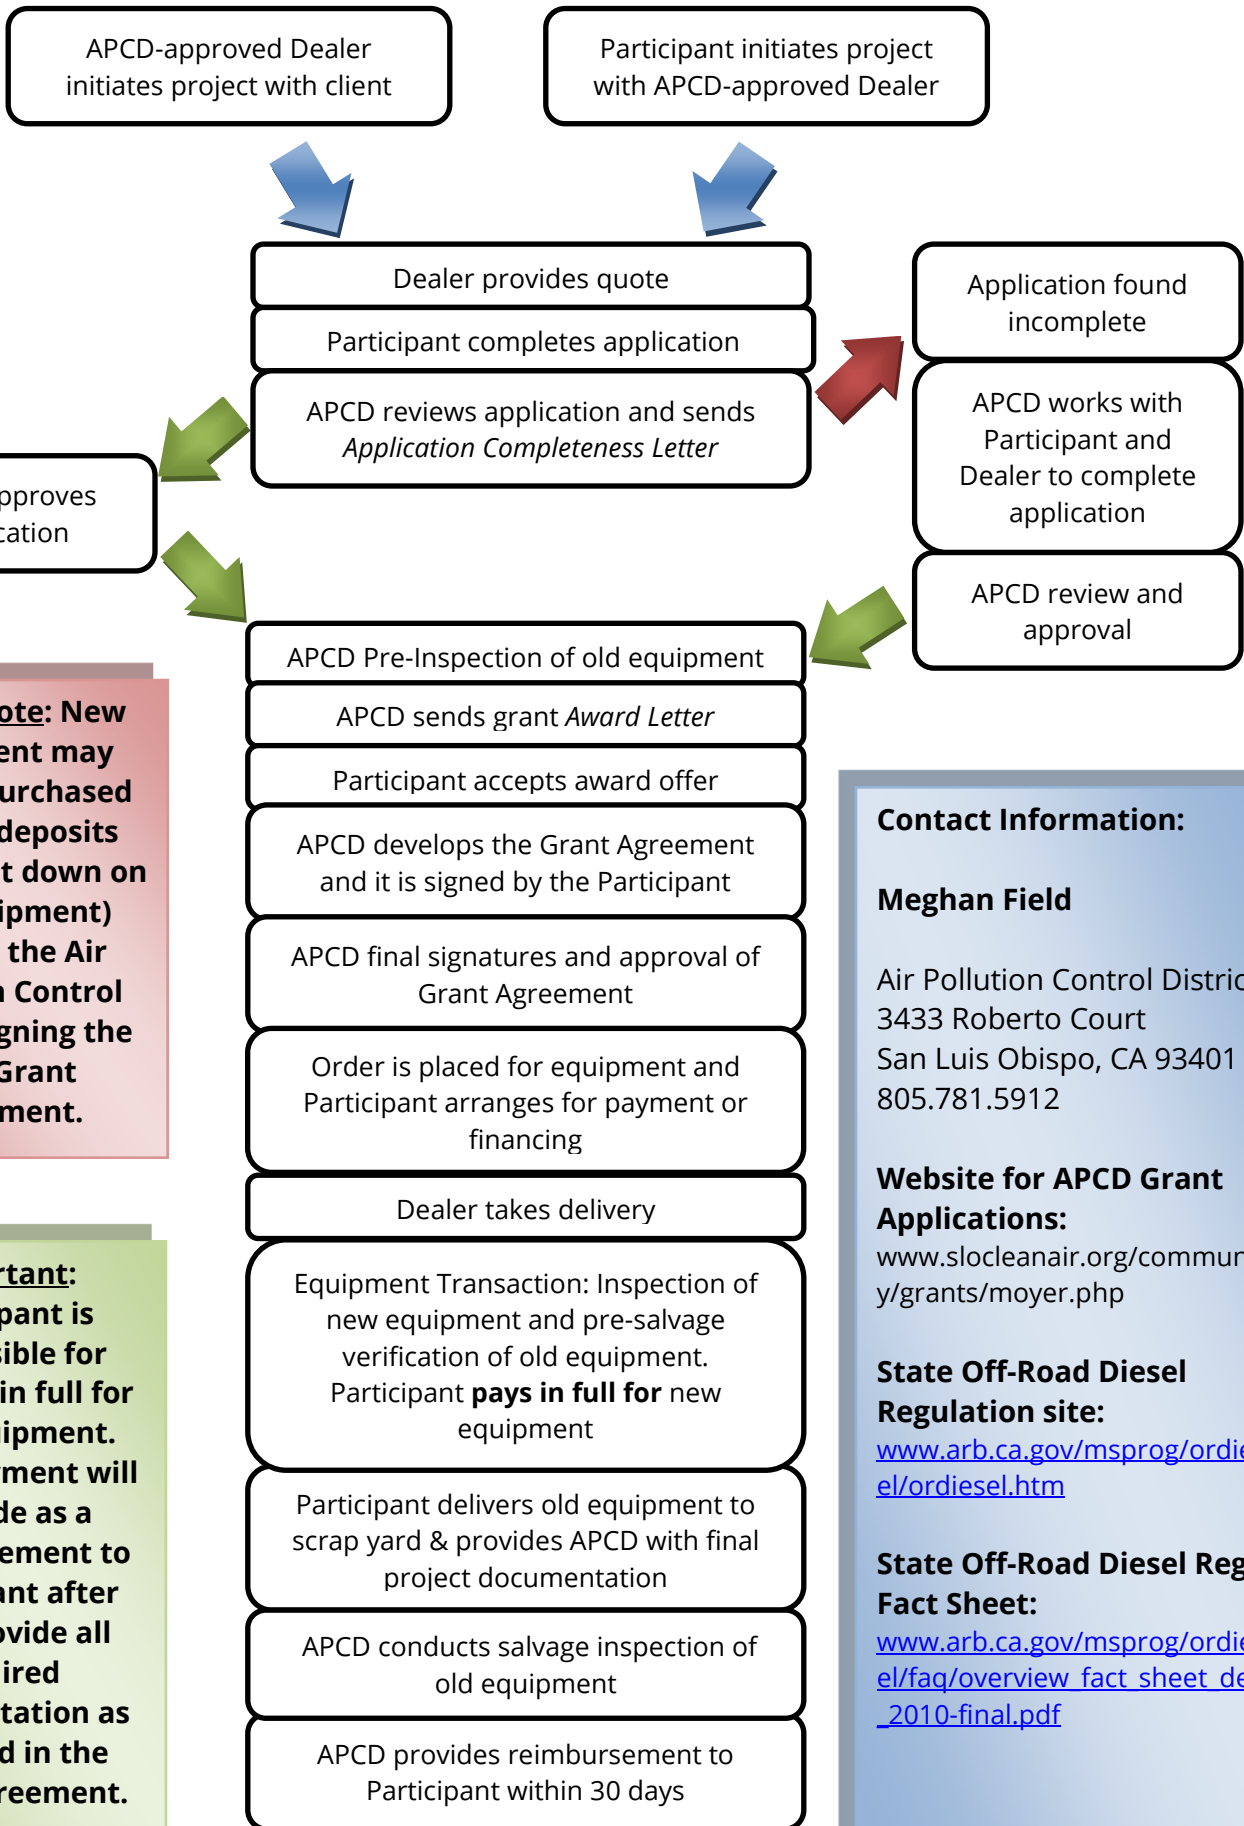 APCD-approved Dealer
initiates project with client
Participant initiates project
with APCD-approved Dealer
Dealer provides quote
Participant completes application
APCD reviews application and sends
Application Completeness Letter
Application found
incomplete
APCD works with
Participant and
Dealer to complete
application
APCD review and
approval
pproves
cation
APCD Pre-Inspection of old equipment
APCD sends grant Award Letter
Participant accepts award offer
APCD develops the Grant Agreement
and it is signed by the Participant
APCD final signatures and approval of
Grant Agreement
Order is placed for equipment and
Participant arranges for payment or
financing
Dealer takes delivery
Equipment Transaction: Inspection of
new equipment and pre-salvage
verification of old equipment.
Participant pays in full for new
equipment
Participant delivers old equipment to
scrap yard & provides APCD with final
project documentation
APCD conducts salvage inspection of
old equipment
APCD provides reimbursement to
Participant within 30 days
ote: New
ent may
urchased
deposits
t down on
ipment)
the Air
n Control
gning the
Grant
ment.
rtant:
pant is
sible for
in full for
uipment.
yment will
de as a
ement to
ant after
ovide all
ired
tation as
d in the
reement.
Contact Information:
Meghan Field
Air Pollution Control Distric
3433 Roberto Court
San Luis Obispo, CA 93401
805.781.5912
Website for APCD Grant
Applications:
www.slocleanair.org/commun
y/grants/moyer.php
State Off-Road Diesel
Regulation site:
www.arb.ca.gov/msprog/ordie
el/ordiesel.htm
State Off-Road Diesel Reg
Fact Sheet:
www.arb.ca.gov/msprog/ordie
el/faq/overview_fact_sheet_de
_2010-final.pdf